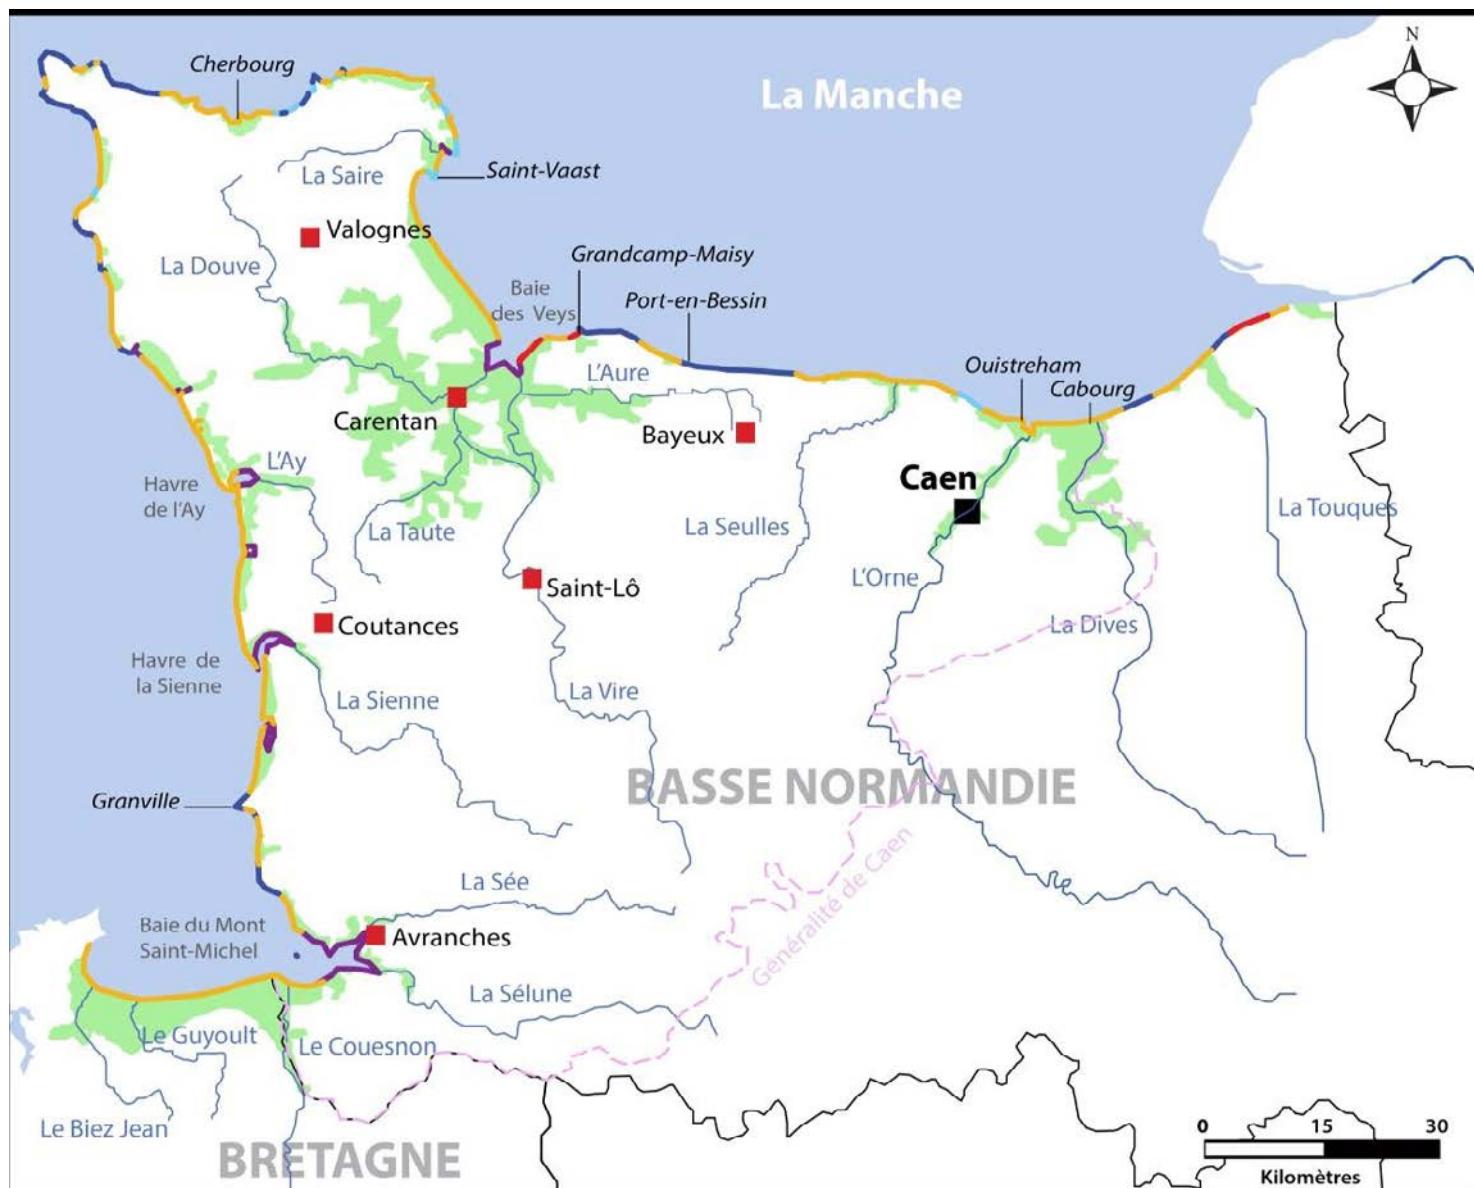 N
Cherbourg
La Manche
La Saire
Saint-Vaast
Valognes
La Douve
Grandcamp-Maisy
Baie
des Veys
Port-en-Bessin
Ouistreham
L'Aure
Cabourg
Carentan
Bayeux
L'Ay
Caen
Havre
de l'Ay
La Taute
La Seulles
La Touques
L'Orne
Saint-Lô
Coutances
La Dives
Havre de
la Sienne
La Sienne
La Vire
BASSE NORMANDIE
Granville
Généralité de Caen
La Sée
Baie du Mont
Saint-Michel
Avranches
La Sélune
Le Guyoult
Le Couesnon
Le Biez Jean
BRETAGNE
0 15 30
Kilomètres